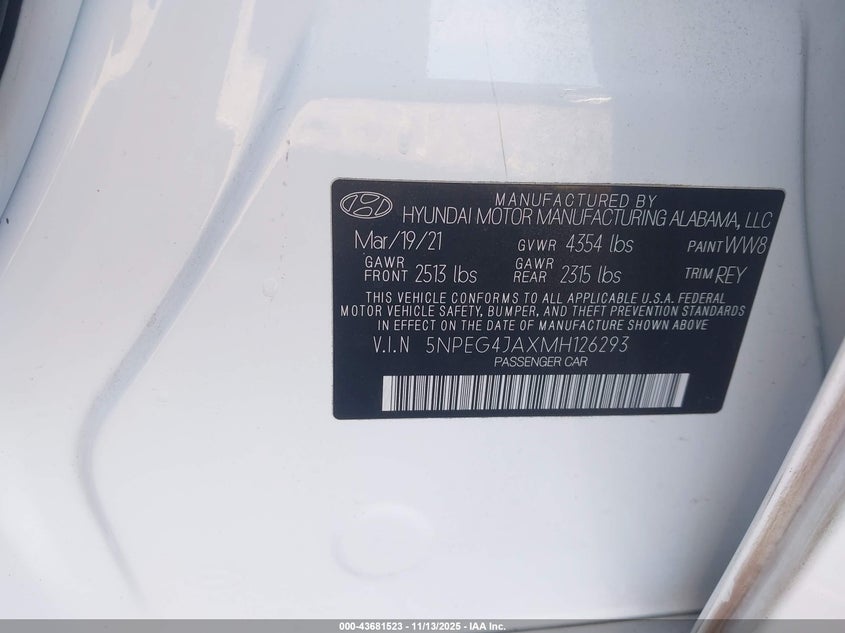 MANUFACTURED BY
HYUNDAI MOTOR MANUFACTURING ALABAMA, LLC
Mar/19/21 GVWR 4354 lbs PAINT WW8
GAWR FRONT 2513 lbs GAWR REAR 2315 lbs TRIM REY
THIS VEHICLE CONFORMS TO ALL APPLICABLE U.S.A. FEDERAL
MOTOR VEHICLE SAFETY, BUMPER, AND THEFT PREVENTION STANDARDS
IN EFFECT ON THE DATE OF MANUFACTURE SHOWN ABOVE
V.I.N 5NPEG4JAXMH126293
PASSENGER CAR
000-43681523 — 11/13/2025 — IAA Inc.